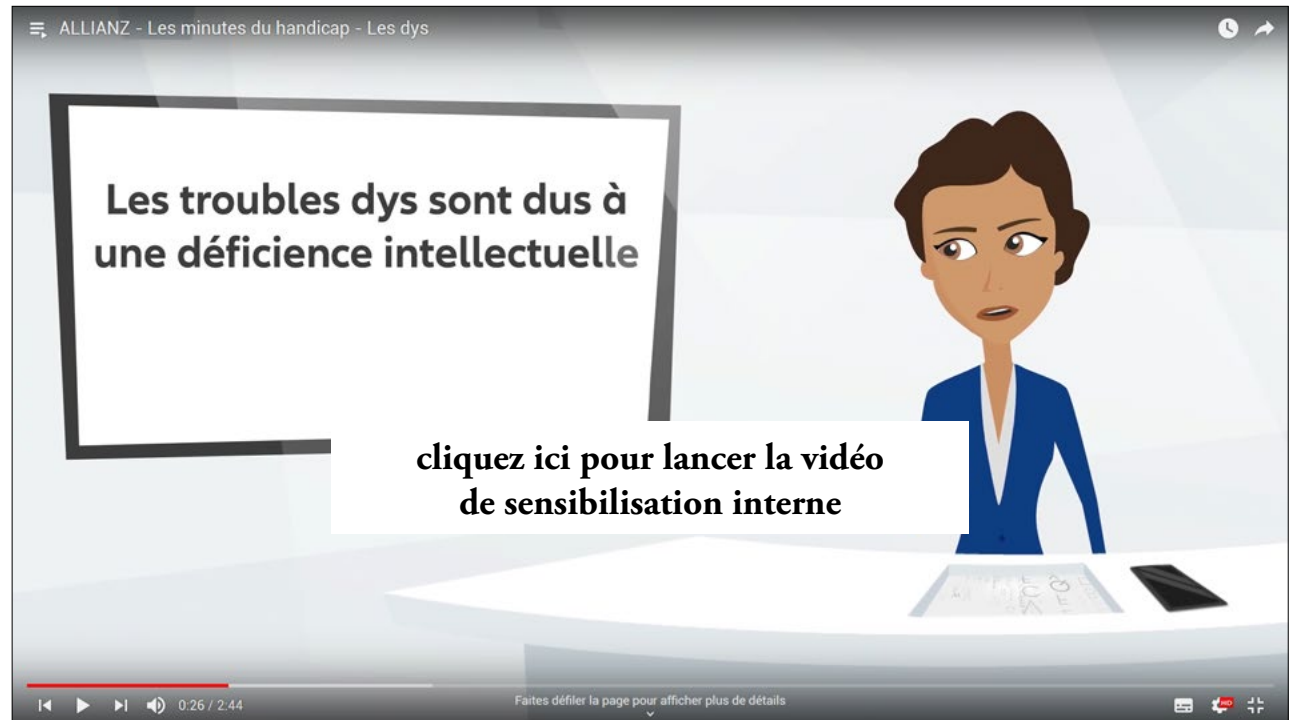 ALLIANZ - Les minutes du handicap - Les dys
Les troubles dys sont dus à
une déficience intellectuelle
cliquez ici pour lancer la vidéo
de sensibilisation interne
0:26 / 2:44
Faites défiler la page pour afficher plus de détails
HD